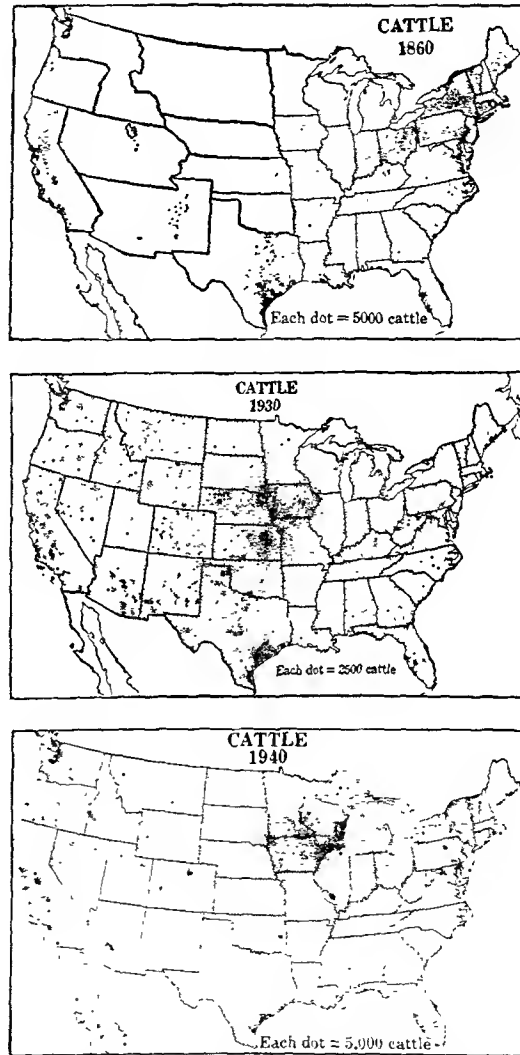 CATTLE
1860
Each dot = 5000 cattle
CATTLE
1930
Each dot = 2500 cattle
CATTLE
1940
Each dot = 5,000 cattle